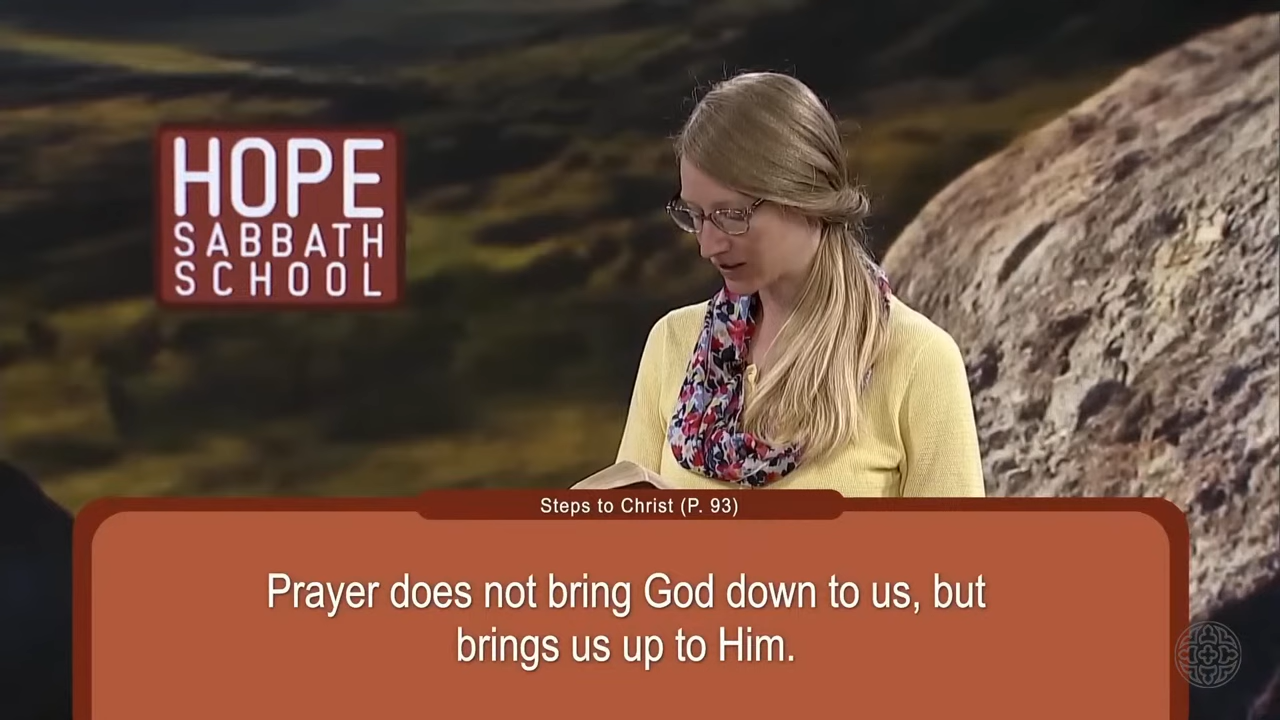 HOPE
SABBATH
SCHOOL
Steps to Christ (P. 93)
Prayer does not bring God down to us, but
brings us up to Him.